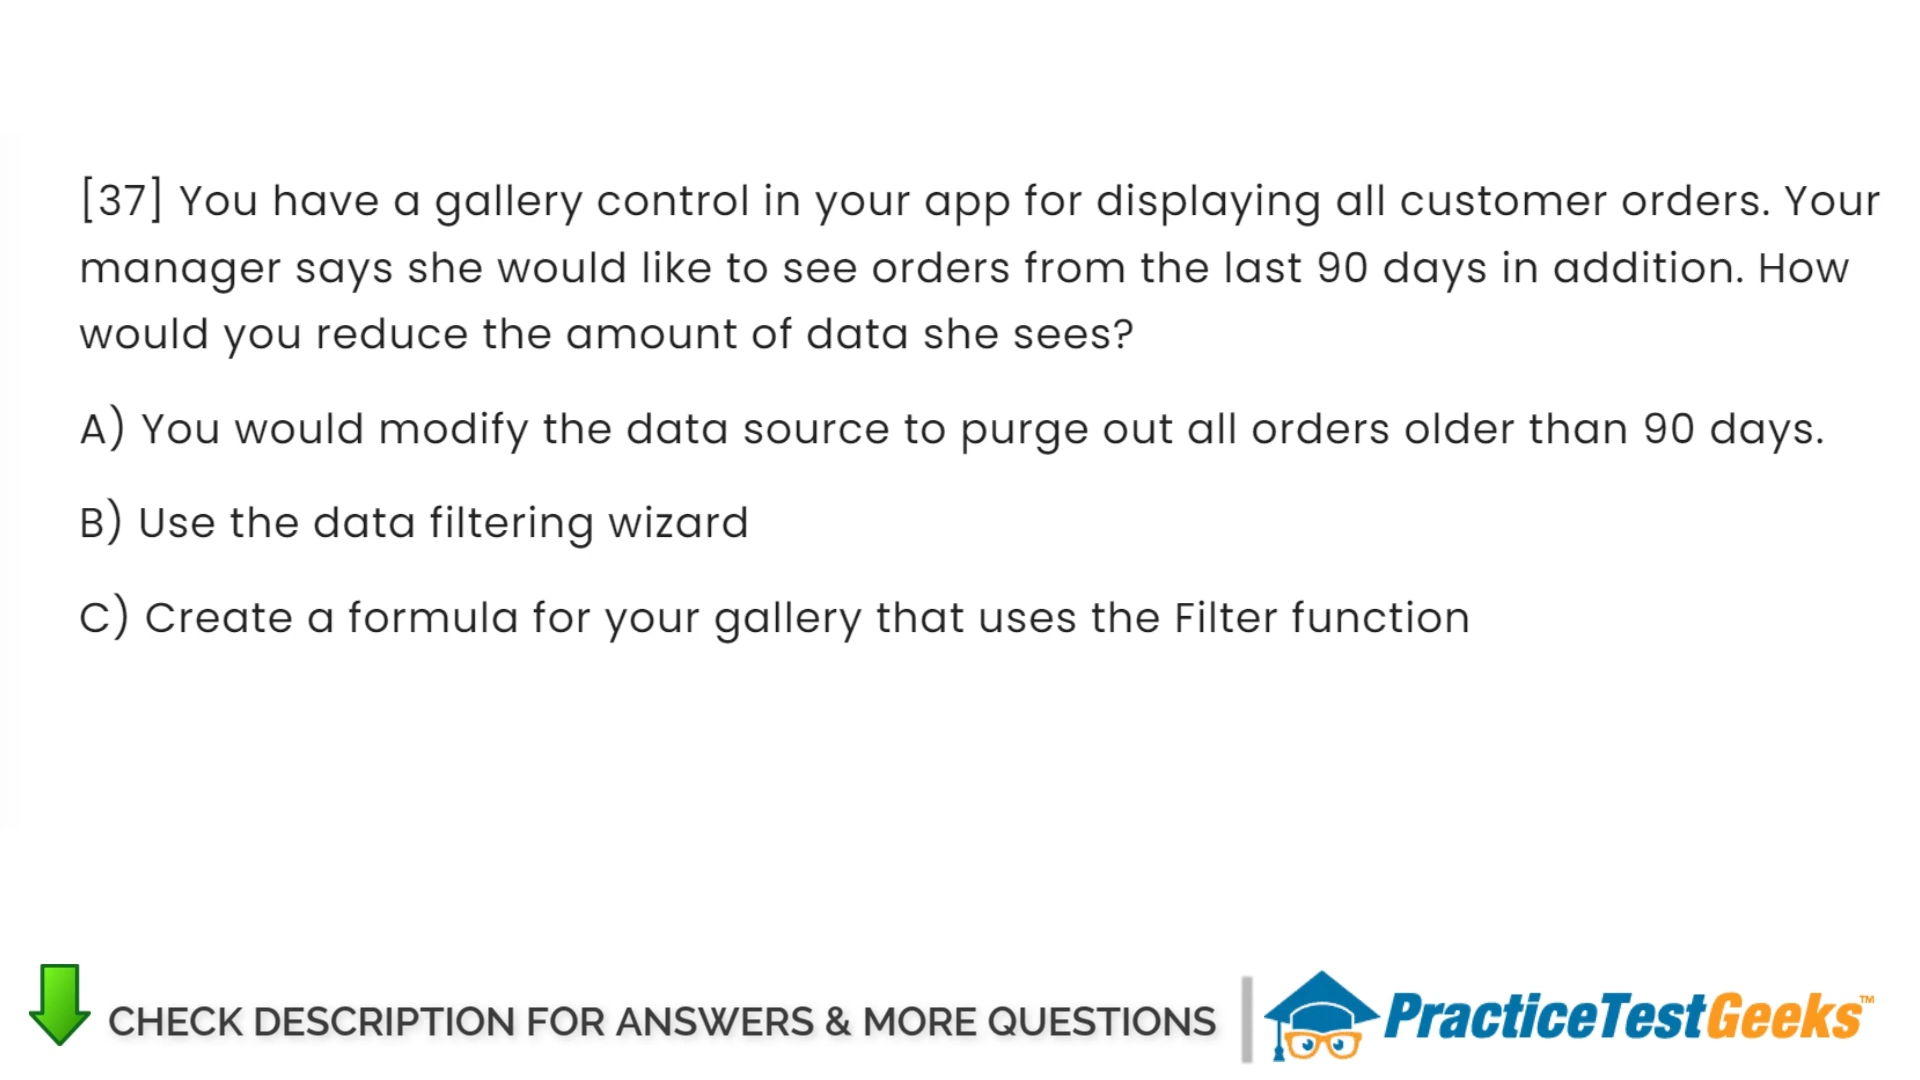 [37] You have a gallery control in your app for displaying all customer orders. Your
manager says she would like to see orders from the last 90 days in addition. How
would you reduce the amount of data she sees?
A) You would modify the data source to purge out all orders older than 90 days.
B) Use the data filtering wizard
C) Create a formula for your gallery that uses the Filter function
CHECK DESCRIPTION FOR ANSWERS & MORE QUESTIONS
PracticeTestGeeks™